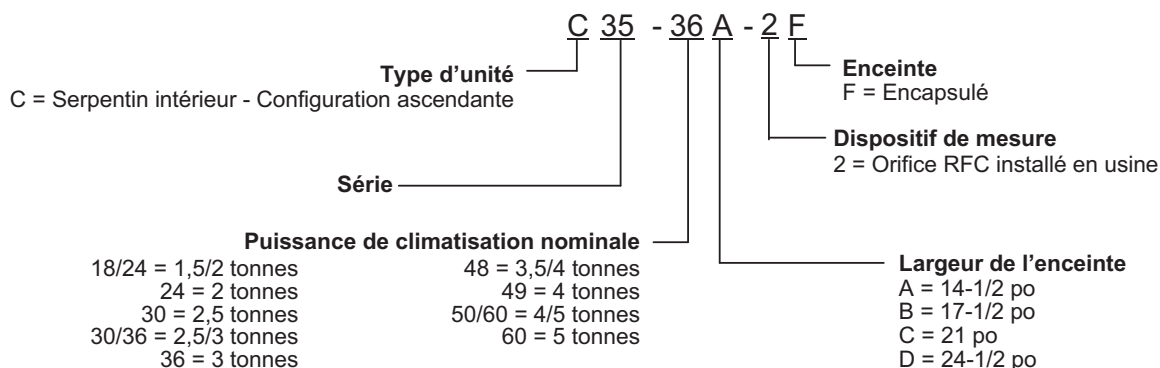 C 35 - 36 A - 2 F
Type d’unité
C = Serpentin intérieur - Configuration ascendante
Enceinte
F = Encapsulé
Dispositif de mesure
2 = Orifice RFC installé en usine
Série
Puissance de climatisation nominale
18/24 = 1,5/2 tonnes
24 = 2 tonnes
30 = 2,5 tonnes
30/36 = 2,5/3 tonnes
36 = 3 tonnes
48 = 3,5/4 tonnes
49 = 4 tonnes
50/60 = 4/5 tonnes
60 = 5 tonnes
Largeur de l’enceinte
A = 14-1/2 po
B = 17-1/2 po
C = 21 po
D = 24-1/2 po